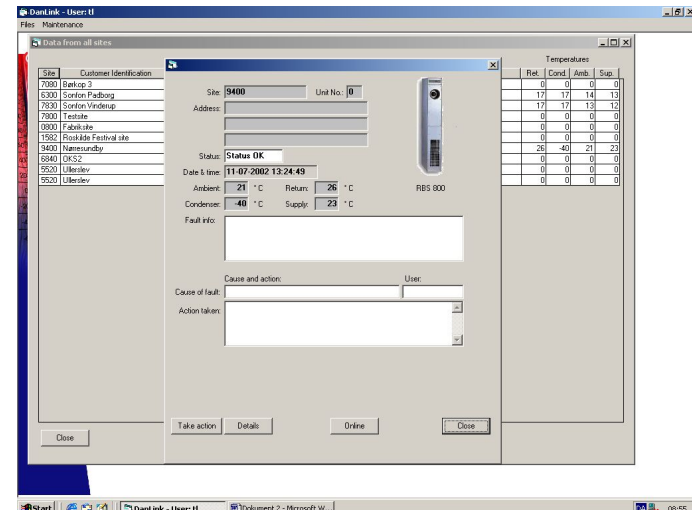 DanLink - User: tl
Files Maintenance
Data from all sites
Temperatures
Site Customer Identification Ret. Cond. Amb. Sup.
7080 Børkop 3 0 0 0 0
6300 Sonfon Padborg 17 17 14 13
7830 Sonfon Vinderup 17 17 13 12
7800 Testsite 0 0 0 0
0800 Fabriksite 0 0 0 0
1582 Roskilde Festival site 0 0 0 0
9400 Nørresundby 26 -40 21 23
6840 OKS2 0 0 0 0
5520 Ullerslev 0 0 0 0
5520 Ullerslev 0 0 0 0
Close
Site: 9400 Unit No.: 0
Address:
Status: Status OK
Date & time: 11-07-2002 13:24:49
Ambient: 21 °C Return: 26 °C
Condenser: -40 °C Supply: 23 °C
RBS 800
Fault info:
Cause and action: User:
Cause of fault:
Action taken:
Take action Details Online Close
Start DanLink - User: tl Dokument 2 - Microsoft W... 08:55